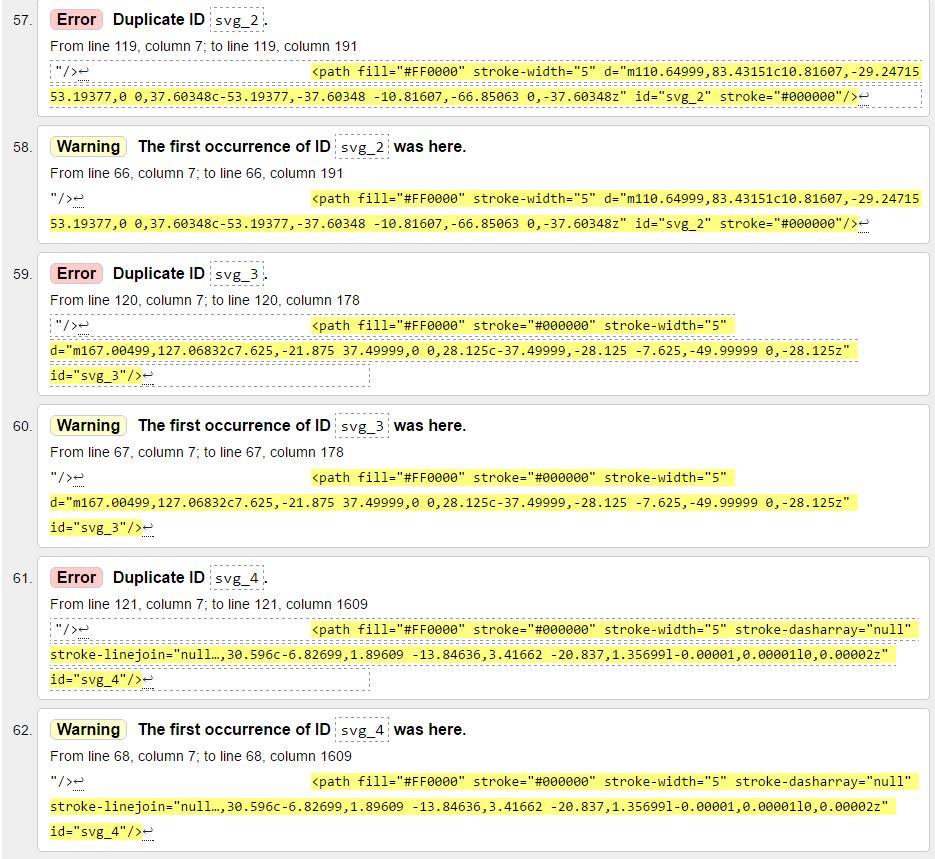 57. Error Duplicate ID svg_2.
From line 119, column 7; to line 119, column 191
"/>↩ <path fill="#FF0000" stroke-width="5" d="m110.64999,83.43151c10.81607,-29.24715
53.19377,0 0,37.60348c-53.19377,-37.60348 -10.81607,-66.85063 0,-37.60348z" id="svg_2" stroke="#000000"/>↩
58. Warning The first occurrence of ID svg_2 was here.
From line 66, column 7; to line 66, column 191
"/>↩ <path fill="#FF0000" stroke-width="5" d="m110.64999,83.43151c10.81607,-29.24715
53.19377,0 0,37.60348c-53.19377,-37.60348 -10.81607,-66.85063 0,-37.60348z" id="svg_2" stroke="#000000"/>↩
59. Error Duplicate ID svg_3.
From line 120, column 7; to line 120, column 178
"/>↩ <path fill="#FF0000" stroke="#000000" stroke-width="5"
d="m167.00499,127.06832c7.625,-21.875 37.49999,0 0,28.125c-37.49999,-28.125 -7.625,-49.99999 0,-28.125z"
id="svg_3"/>↩
60. Warning The first occurrence of ID svg_3 was here.
From line 67, column 7; to line 67, column 178
"/>↩ <path fill="#FF0000" stroke="#000000" stroke-width="5"
d="m167.00499,127.06832c7.625,-21.875 37.49999,0 0,28.125c-37.49999,-28.125 -7.625,-49.99999 0,-28.125z"
id="svg_3"/>↩
61. Error Duplicate ID svg_4.
From line 121, column 7; to line 121, column 1609
"/>↩ <path fill="#FF0000" stroke="#000000" stroke-width="5" stroke-dasharray="null"
stroke-linejoin="null…,30.596c-6.82699,1.89609 -13.84636,3.41662 -20.837,1.35699l-0.00001,0.00001l0,0.00002z"
id="svg_4"/>↩
62. Warning The first occurrence of ID svg_4 was here.
From line 68, column 7; to line 68, column 1609
"/>↩ <path fill="#FF0000" stroke="#000000" stroke-width="5" stroke-dasharray="null"
stroke-linejoin="null…,30.596c-6.82699,1.89609 -13.84636,3.41662 -20.837,1.35699l-0.00001,0.00001l0,0.00002z"
id="svg_4"/>↩